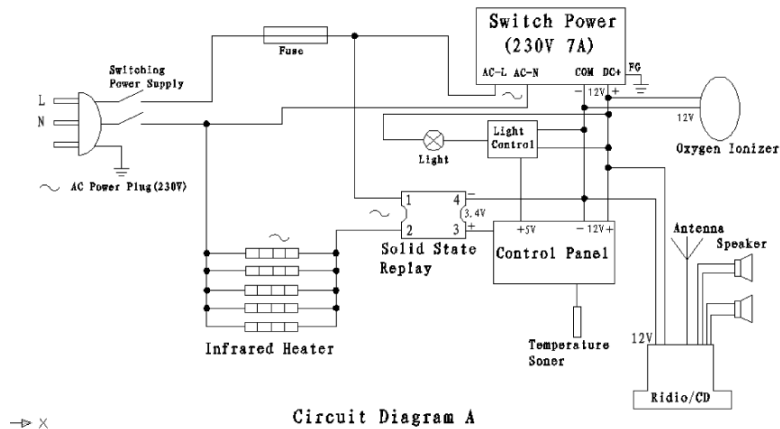 Switch Power
(230V 7A)
AC-L AC-N COM DC+ FG
- 12V +
Fuse
Switching
Power Supply
L
N
AC Power Plug(230V)
12V
Oxygen Ionizer
Light
Light
Control
1 4 -
3.4V
2 3 +
Solid State
Replay
+5V - 12V +
Control Panel
Antenna
Speaker
Infrared Heater
Temperature
Soner
12V
Ridio/CD
X
Circuit Diagram A